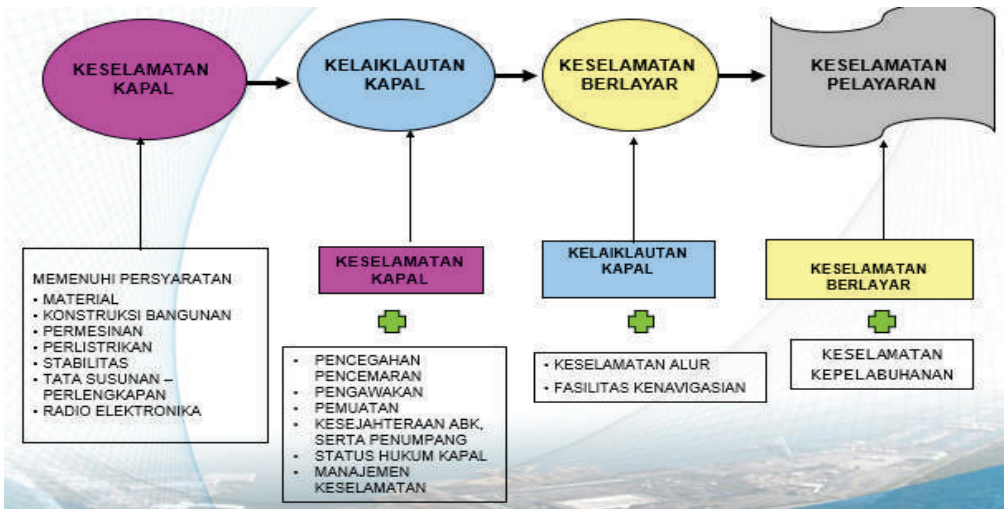 KESELAMATAN
KAPAL
KELAIKLAUTAN
KAPAL
KESELAMATAN
BERLAYAR
KESELAMATAN
PELAYARAN
MEMENUHI PERSYARATAN
• MATERIAL
• KONSTRUKSI BANGUNAN
• PERMESINAN
• PERLISTRIKAN
• STABILITAS
• TATA SUSUNAN –
PERLENGKAPAN
• RADIO ELEKTRONIKA
KESELAMATAN
KAPAL
• PENCEGAHAN
PENCEMARAN
• PENGAWAKAN
• PEMUATAN
• KESEJAHTERAAN ABK,
SERTA PENUMPANG
• STATUS HUKUM KAPAL
• MANAJEMEN
KESELAMATAN
KELAIKLAUTAN
KAPAL
• KESELAMATAN ALUR
• FASILITAS KENAVIGASIAN
KESELAMATAN
BERLAYAR
KESELAMATAN
KEPELABUHANAN